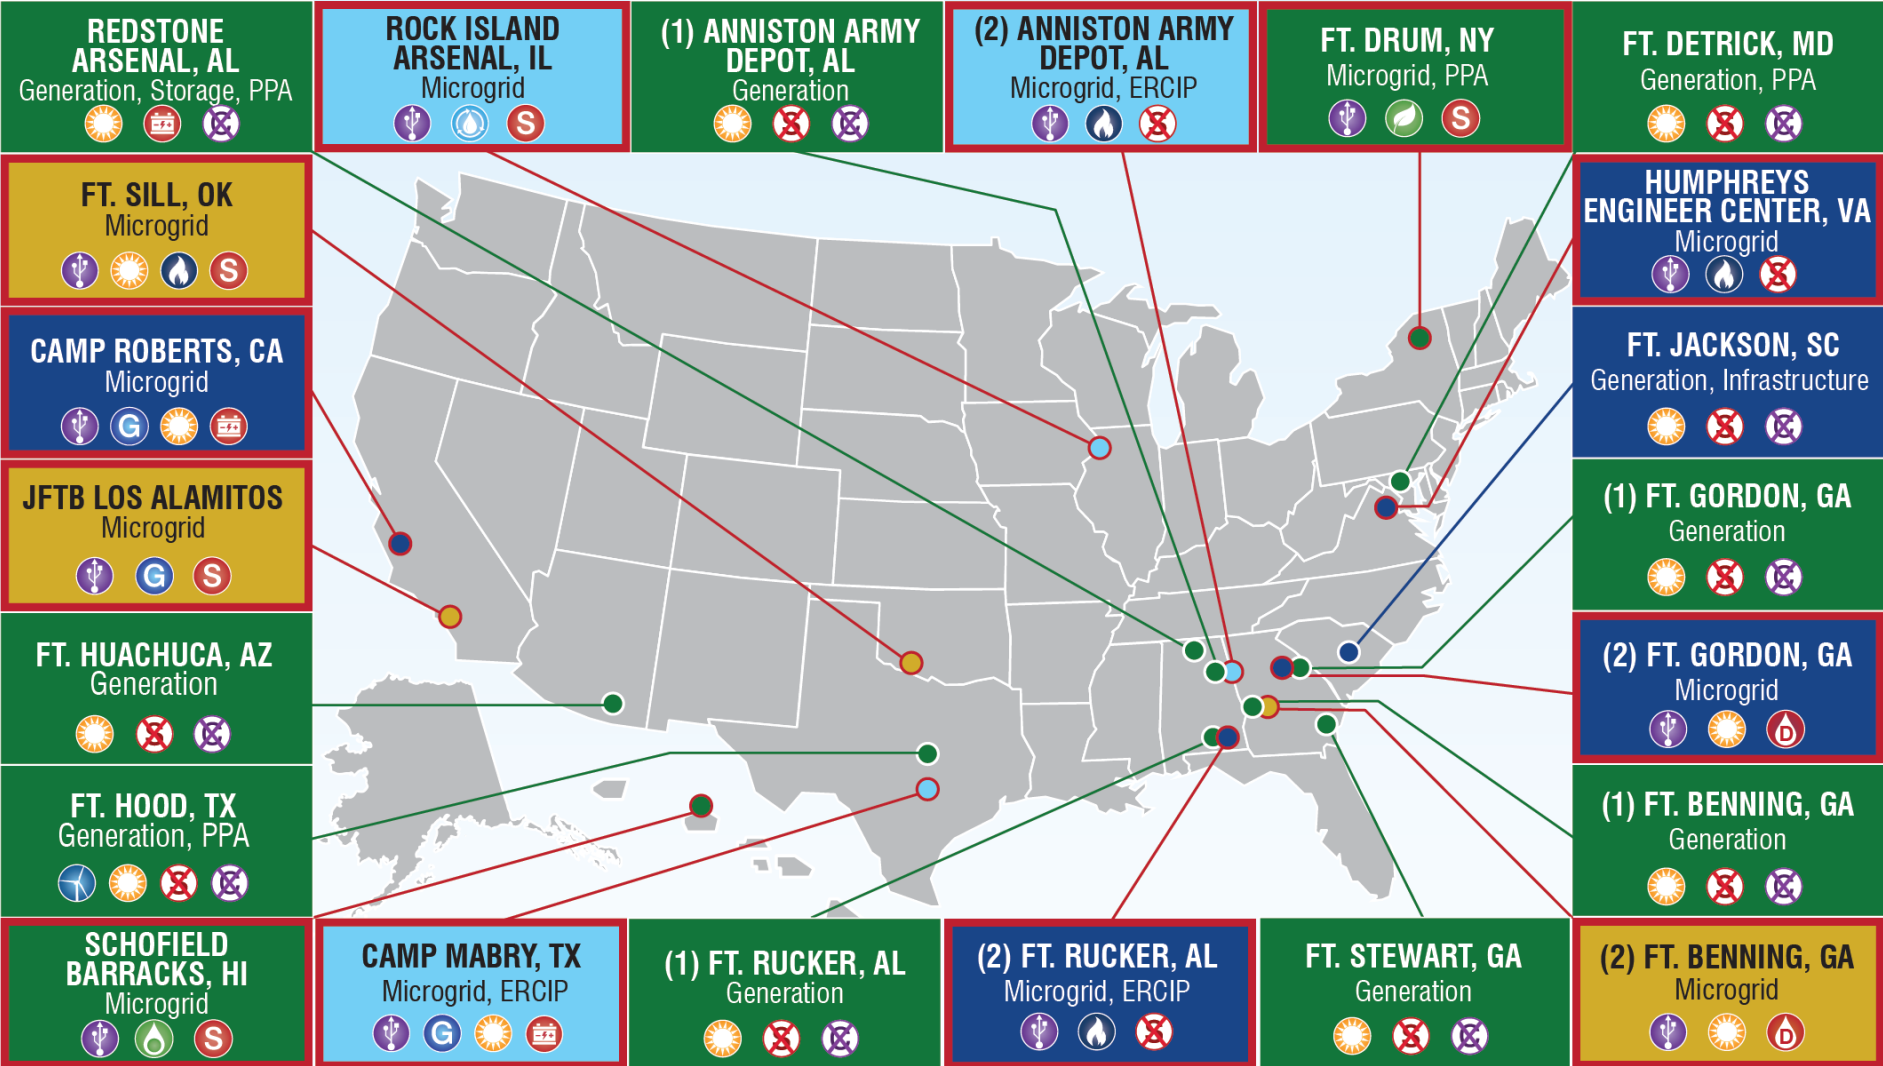 REDSTONE
ARSENAL, AL
Generation, Storage, PPA
ROCK ISLAND
ARSENAL, IL
Microgrid
S
(1) ANNISTON ARMY
DEPOT, AL
Generation
S
C
(2) ANNISTON ARMY
DEPOT, AL
Microgrid, ERCIP
S
FT. DRUM, NY
Microgrid, PPA
S
FT. DETRICK, MD
Generation, PPA
S
C
FT. SILL, OK
Microgrid
S
HUMPHREYS
ENGINEER CENTER, VA
Microgrid
S
CAMP ROBERTS, CA
Microgrid
G
FT. JACKSON, SC
Generation, Infrastructure
S
C
JFTB LOS ALAMITOS
Microgrid
G
S
(1) FT. GORDON, GA
Generation
S
C
FT. HUACHUCA, AZ
Generation
S
C
(2) FT. GORDON, GA
Microgrid
D
FT. HOOD, TX
Generation, PPA
S
C
(1) FT. BENNING, GA
Generation
S
C
SCHOFIELD
BARRACKS, HI
Microgrid
S
CAMP MABRY, TX
Microgrid, ERCIP
G
(1) FT. RUCKER, AL
Generation
S
C
(2) FT. RUCKER, AL
Microgrid, ERCIP
S
FT. STEWART, GA
Generation
S
C
(2) FT. BENNING, GA
Microgrid
D